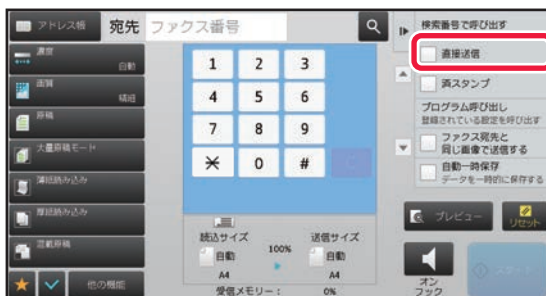 アドレス帳
宛先
ファクス番号
検索番号で呼び出す
直接送信
済スタンプ
プログラム呼び出し
登録されている設定を呼び出す
ファクス宛先と
同じ画像で送信する
自動一時保存
データを一時的に保存する
プレビュー
リセット
オン
フック
スタート
濃度
自動
画質
原稿
大量原稿モード
薄紙読み込み
厚紙読み込み
混載原稿
他の機能
1 2 3
4 5 6
7 8 9
0 #
C
読込サイズ
自動
A4
100%
送信サイズ
自動
A4
受信メモリー: 0%